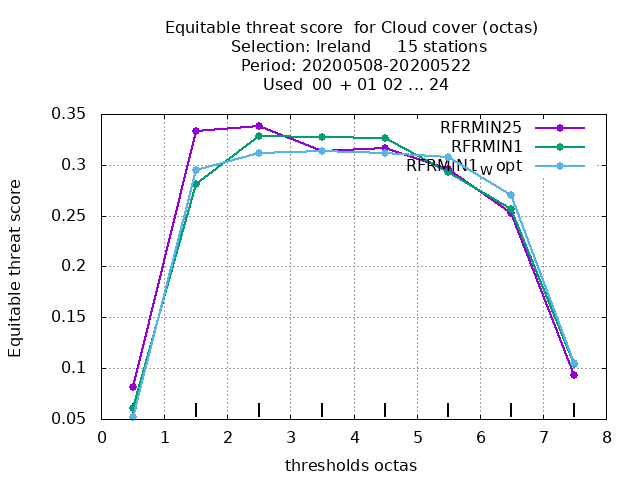 Equitable threat score  for Cloud cover (octas)
Selection: Ireland     15 stations
Period: 20200508-20200522
Used  00  + 01 02 ... 24
0.35
0.3
0.25
0.2
0.15
0.1
0.05
Equitable threat score
RFRMIN25
RFRMIN1
RFRMIN1w opt
0 1 2 3 4 5 6 7 8
thresholds octas